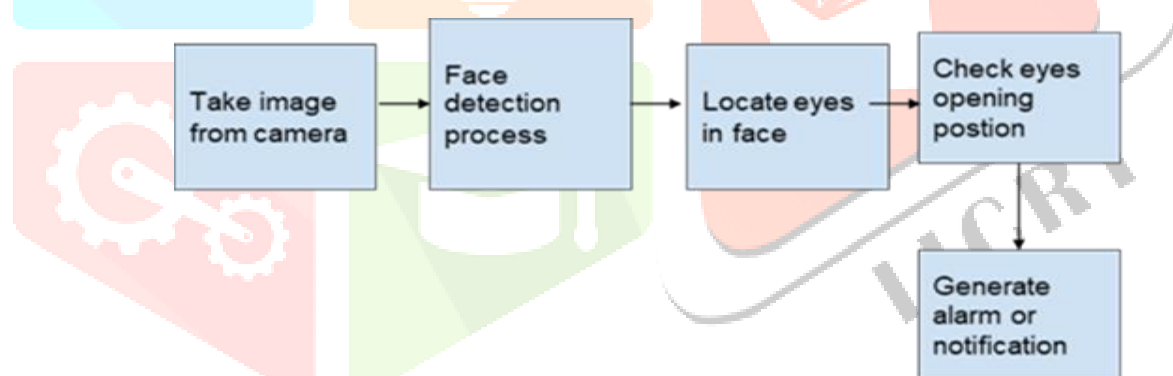 Take image
from camera
Face
detection
process
Locate eyes
in face
Check eyes
opening
postion
Generate
alarm or
notification
IJCRT